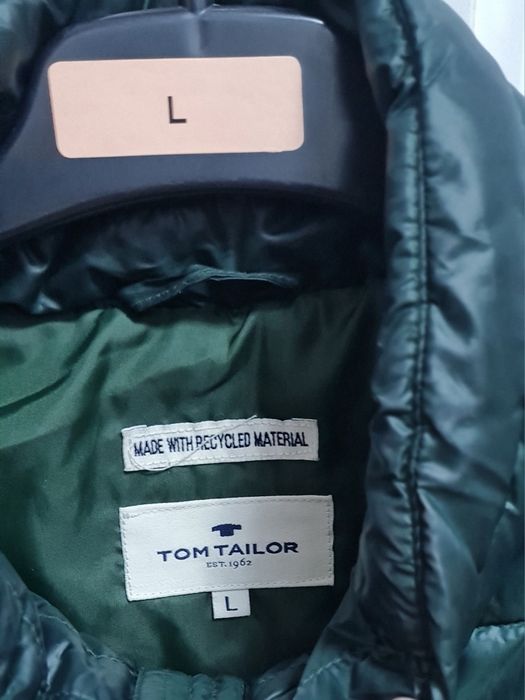 L
MADE WITH RECYCLED MATERIAL
TOM TAILOR
EST. 1962
L